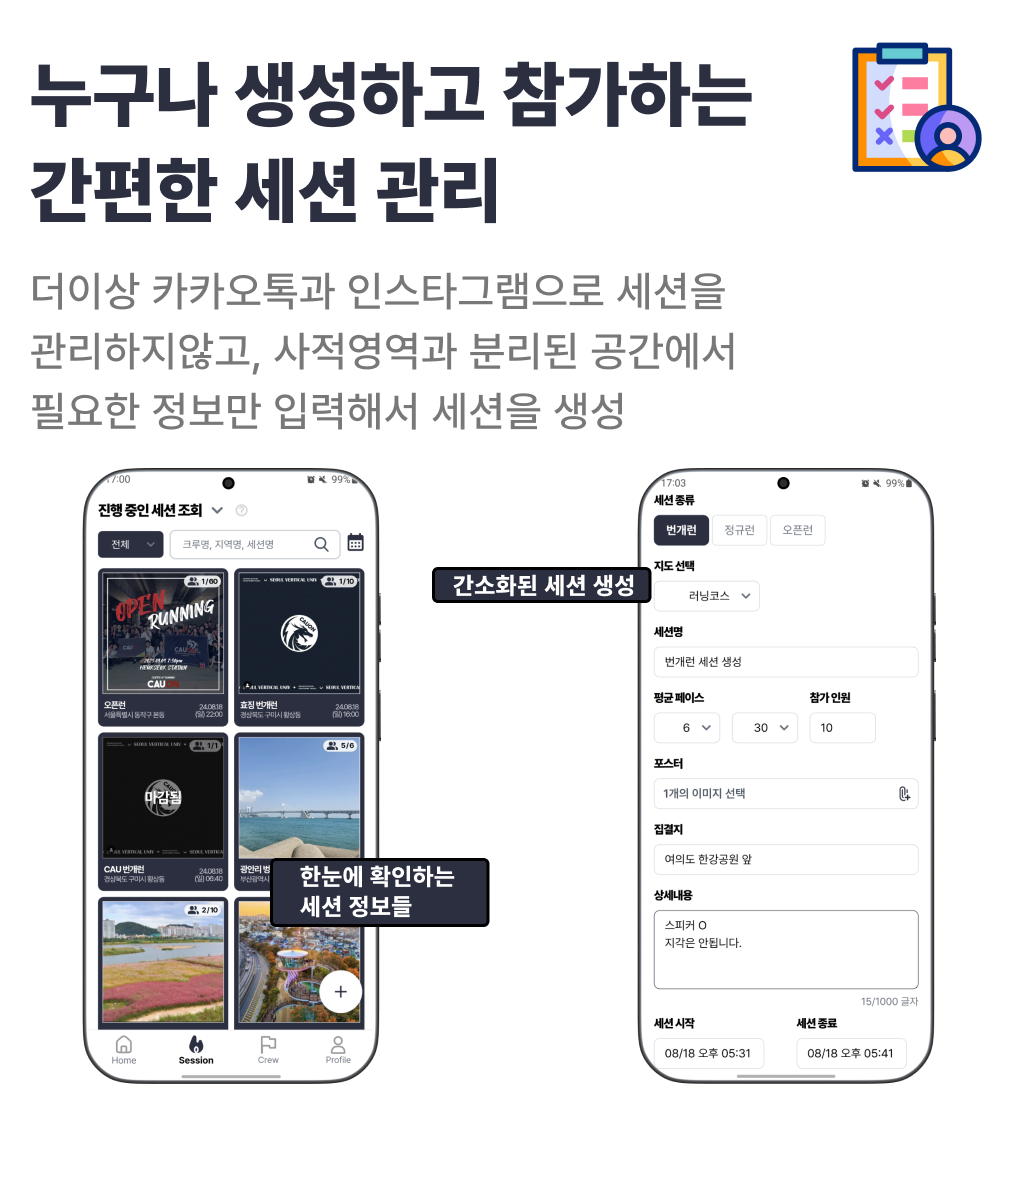 누구나 생성하고 참가하는
간편한 세션 관리
더이상 카카오톡과 인스타그램으로 세션을
관리하지않고, 사적영역과 분리된 공간에서
필요한 정보만 입력해서 세션을 생성
17:00
99%
진행 중인 세션 조회
전체
크루명, 지역명, 세션명
1/60
OPEN
RUNNING
CAU
오픈런
24.08.18
서울특별시 동작구 본동
(일) 22:00
1/10
SEOUL VERTICAL UNIV
CAUON
효징 번개런
24.08.18
경상북도 구미시 황상동
(일) 16:00
1/1
SEOUL VERTICAL UNIV
마감됨
CAU 번개런
24.08.18
경상북도 구미시 황상동
(일) 06:40
5/6
광안리 번
부산광역시
한눈에 확인하는
세션 정보들
2/10
Home
Session
Crew
Profile
17:03
99%
세션 종류
번개런
정규런
오픈런
간소화된 세션 생성
지도 선택
러닝코스
세션명
번개런 세션 생성
평균 페이스
참가 인원
6
30
10
포스터
1개의 이미지 선택
집결지
여의도 한강공원 앞
상세내용
스피커 O
지각은 안됩니다.
15/1000 글자
세션 시작
세션 종료
08/18 오후 05:31
08/18 오후 05:41